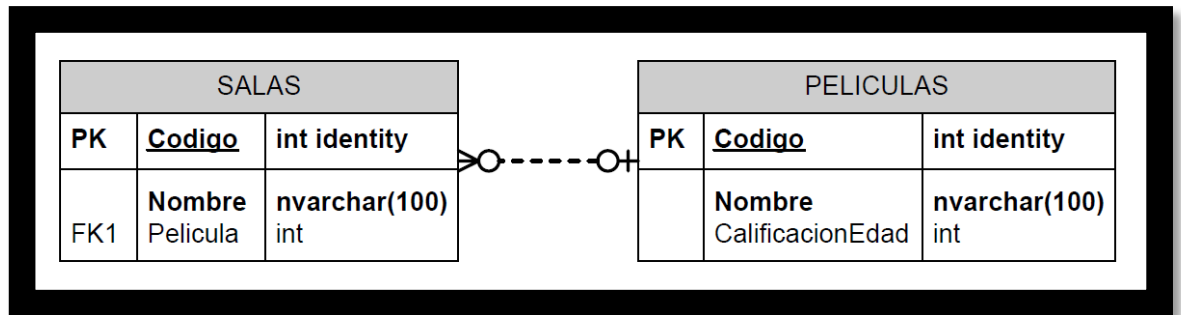 SALAS
PK Codigo int identity
Nombre nvarchar(100)
FK1 Pelicula int
PELICULAS
PK Codigo int identity
Nombre nvarchar(100)
CalificacionEdad int